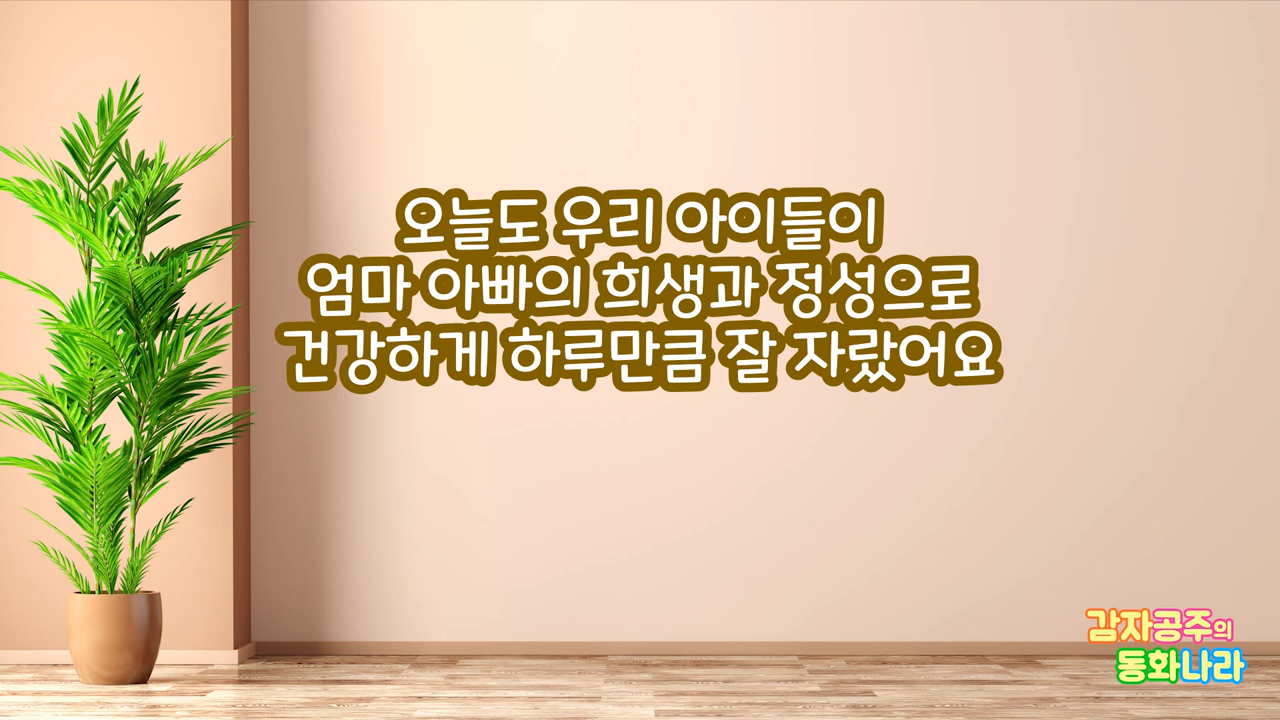 오늘도 우리 아이들이
엄마 아빠의 희생과 정성으로
건강하게 하루만큼 잘 자랐어요
감자공주의
동화나라